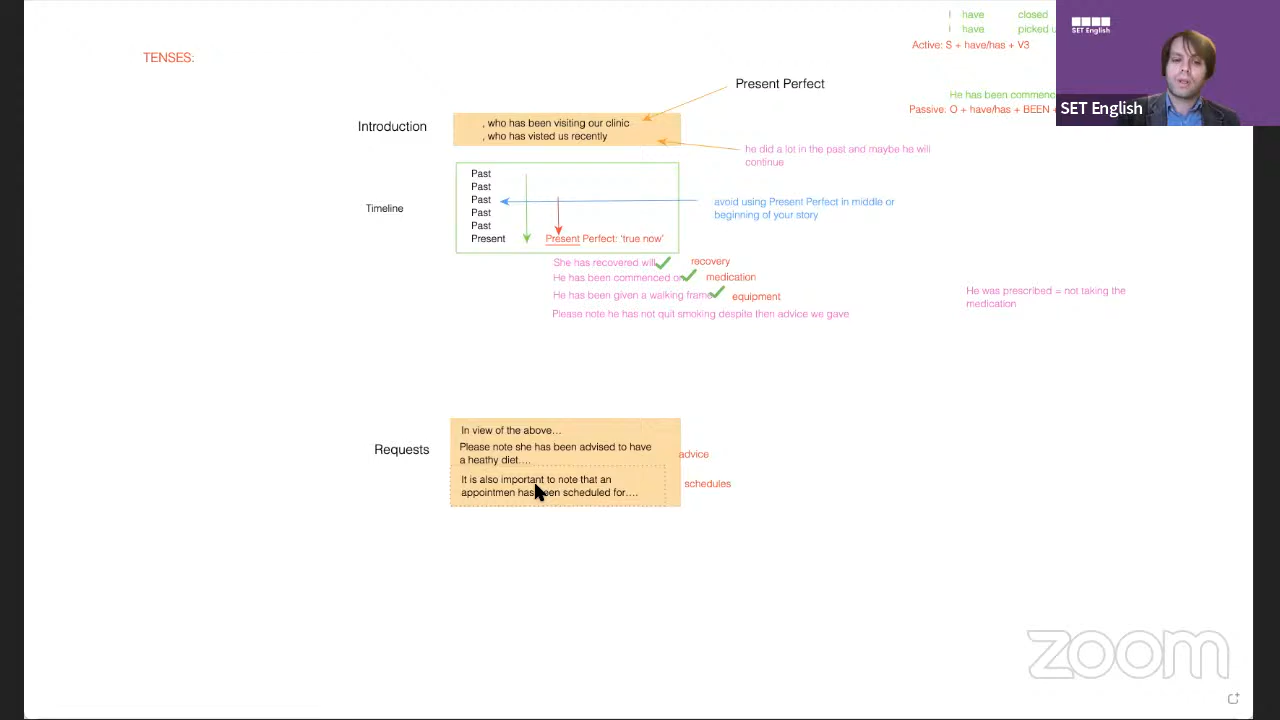 I have closed
I have picked u
Active: S + have/has + V3
SET English
TENSES:
Present Perfect
He has been commenc
SET English
Passive: O + have/has + BEEN +
Introduction
, who has been visiting our clinic
, who has visted us recently
he did a lot in the past and maybe he will
continue
Timeline
Past
Past
Past
Past
Past
Present
Present Perfect: 'true now'
avoid using Present Perfect in middle or
beginning of your story
She has recovered will
recovery
He has been commenced on
medication
He has been given a walking frame
equipment
Please note he has not quit smoking despite then advice we gave
He was prescribed = not taking the
medication
Requests
In view of the above…
Please note she has been advised to have
a heathy diet….
advice
It is also important to note that an
appointmen has been scheduled for….
schedules
zoom